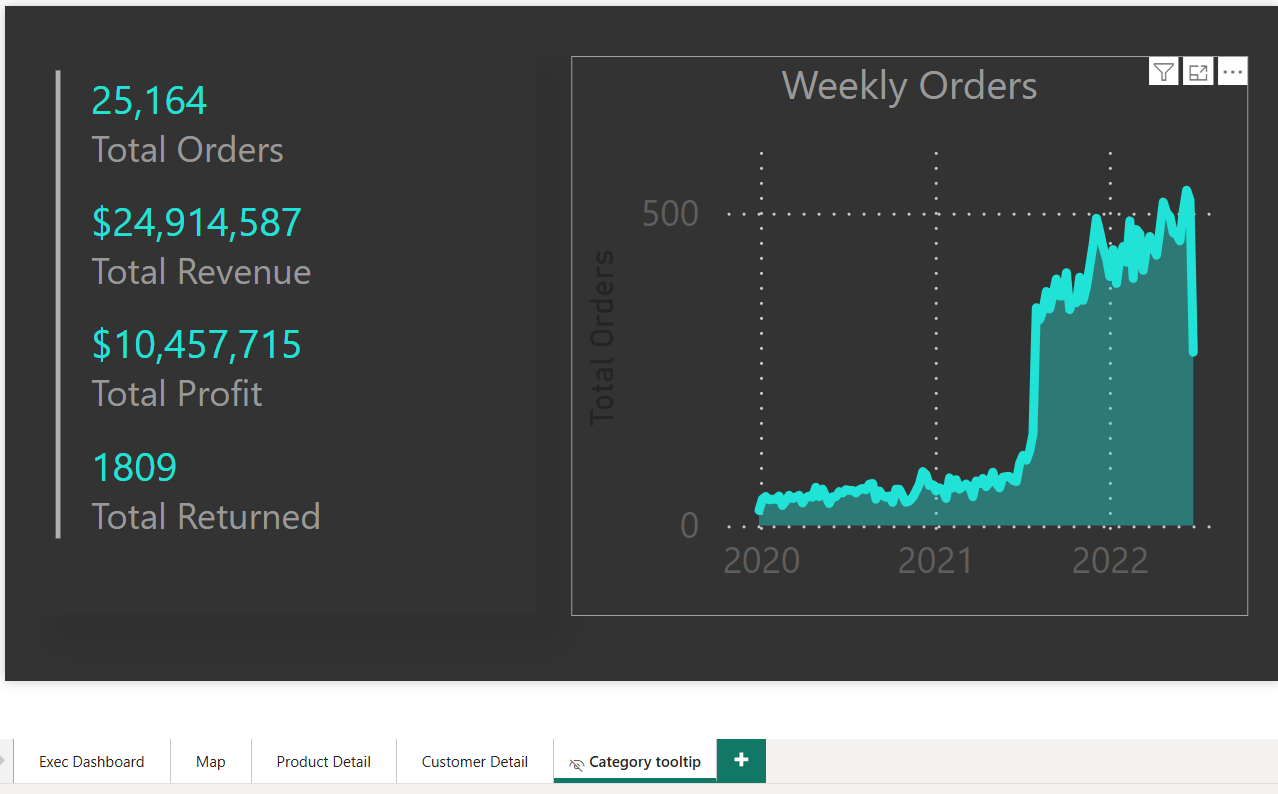 25,164
Total Orders
$24,914,587
Total Revenue
$10,457,715
Total Profit
1809
Total Returned
Weekly Orders
Total Orders
500
0
2020 2021 2022
Exec Dashboard Map Product Detail Customer Detail Category tooltip +